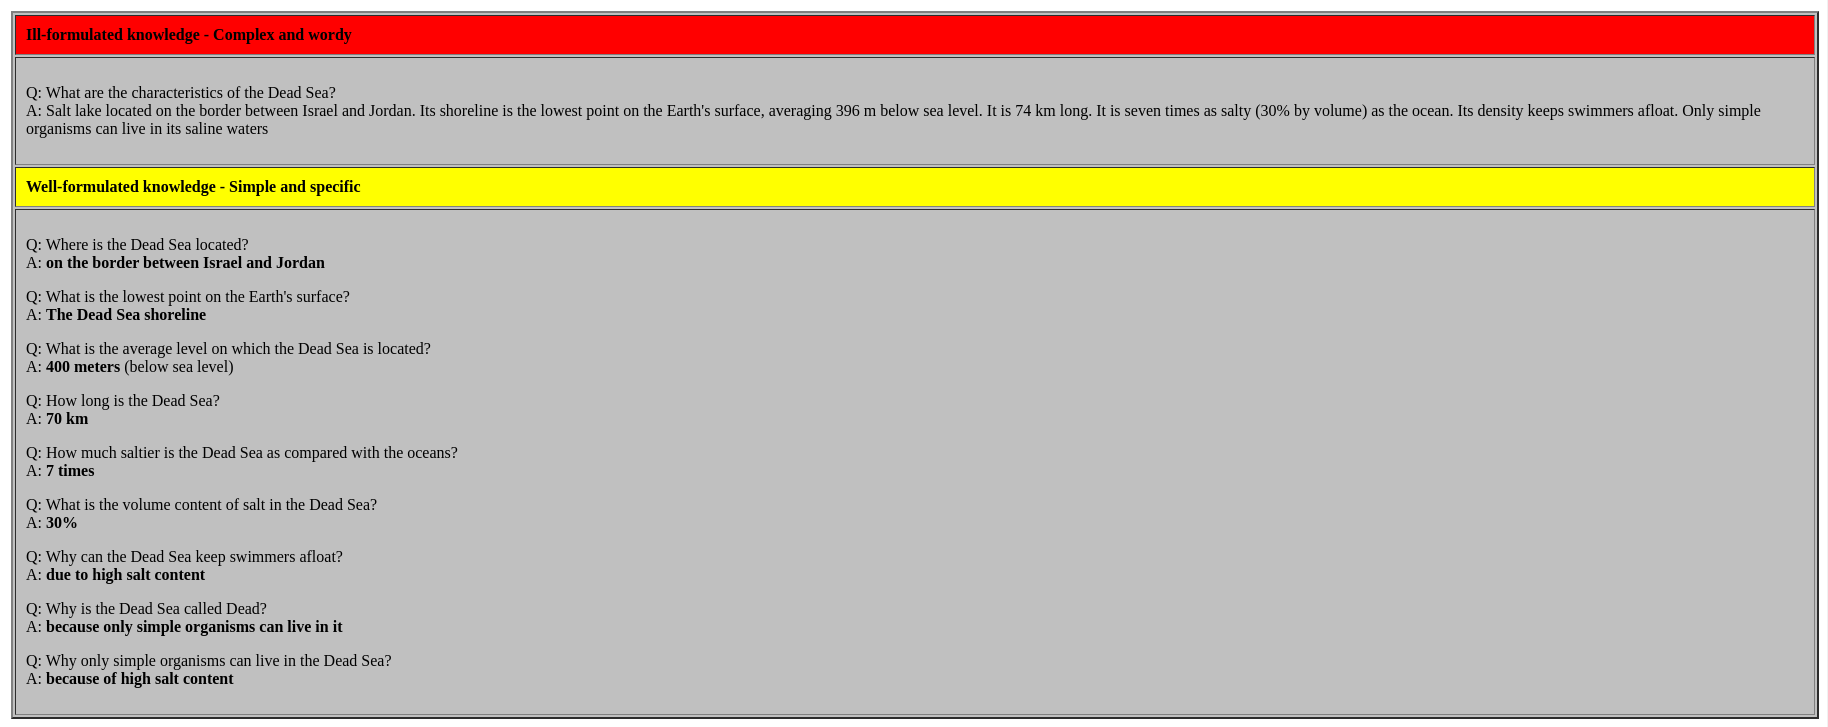 Ill-formulated knowledge - Complex and wordy
Q: What are the characteristics of the Dead Sea?
A: Salt lake located on the border between Israel and Jordan. Its shoreline is the lowest point on the Earth's surface, averaging 396 m below sea level. It is 74 km long. It is seven times as salty (30% by volume) as the ocean. Its density keeps swimmers afloat. Only simple
organisms can live in its saline waters
Well-formulated knowledge - Simple and specific
Q: Where is the Dead Sea located?
A: on the border between Israel and Jordan
Q: What is the lowest point on the Earth's surface?
A: The Dead Sea shoreline
Q: What is the average level on which the Dead Sea is located?
A: 400 meters (below sea level)
Q: How long is the Dead Sea?
A: 70 km
Q: How much saltier is the Dead Sea as compared with the oceans?
A: 7 times
Q: What is the volume content of salt in the Dead Sea?
A: 30%
Q: Why can the Dead Sea keep swimmers afloat?
A: due to high salt content
Q: Why is the Dead Sea called Dead?
A: because only simple organisms can live in it
Q: Why only simple organisms can live in the Dead Sea?
A: because of high salt content